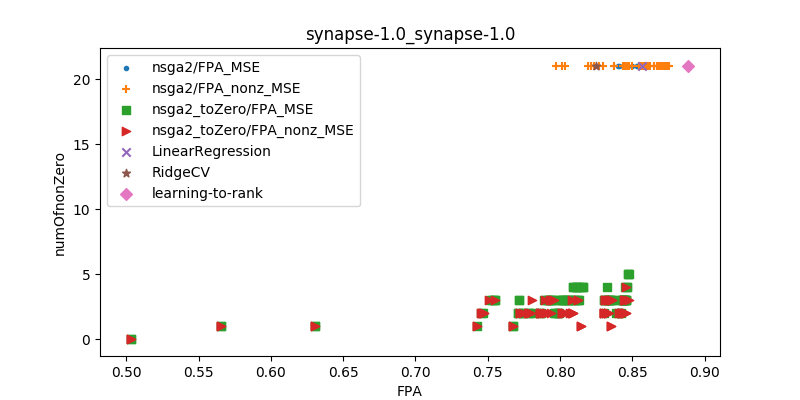 synapse-1.0_synapse-1.0
numOfnonZero
20
15
10
5
0
nsga2/FPA_MSE
nsga2/FPA_nonz_MSE
nsga2_toZero/FPA_MSE
nsga2_toZero/FPA_nonz_MSE
LinearRegression
RidgeCV
learning-to-rank
0.50 0.55 0.60 0.65 0.70 0.75 0.80 0.85 0.90
FPA